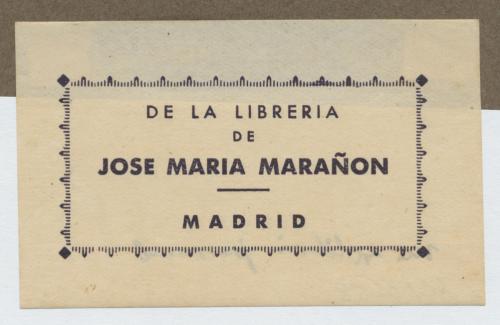 DE LA LIBRERIA
DE
JOSE MARIA MARAÑON
MADRID